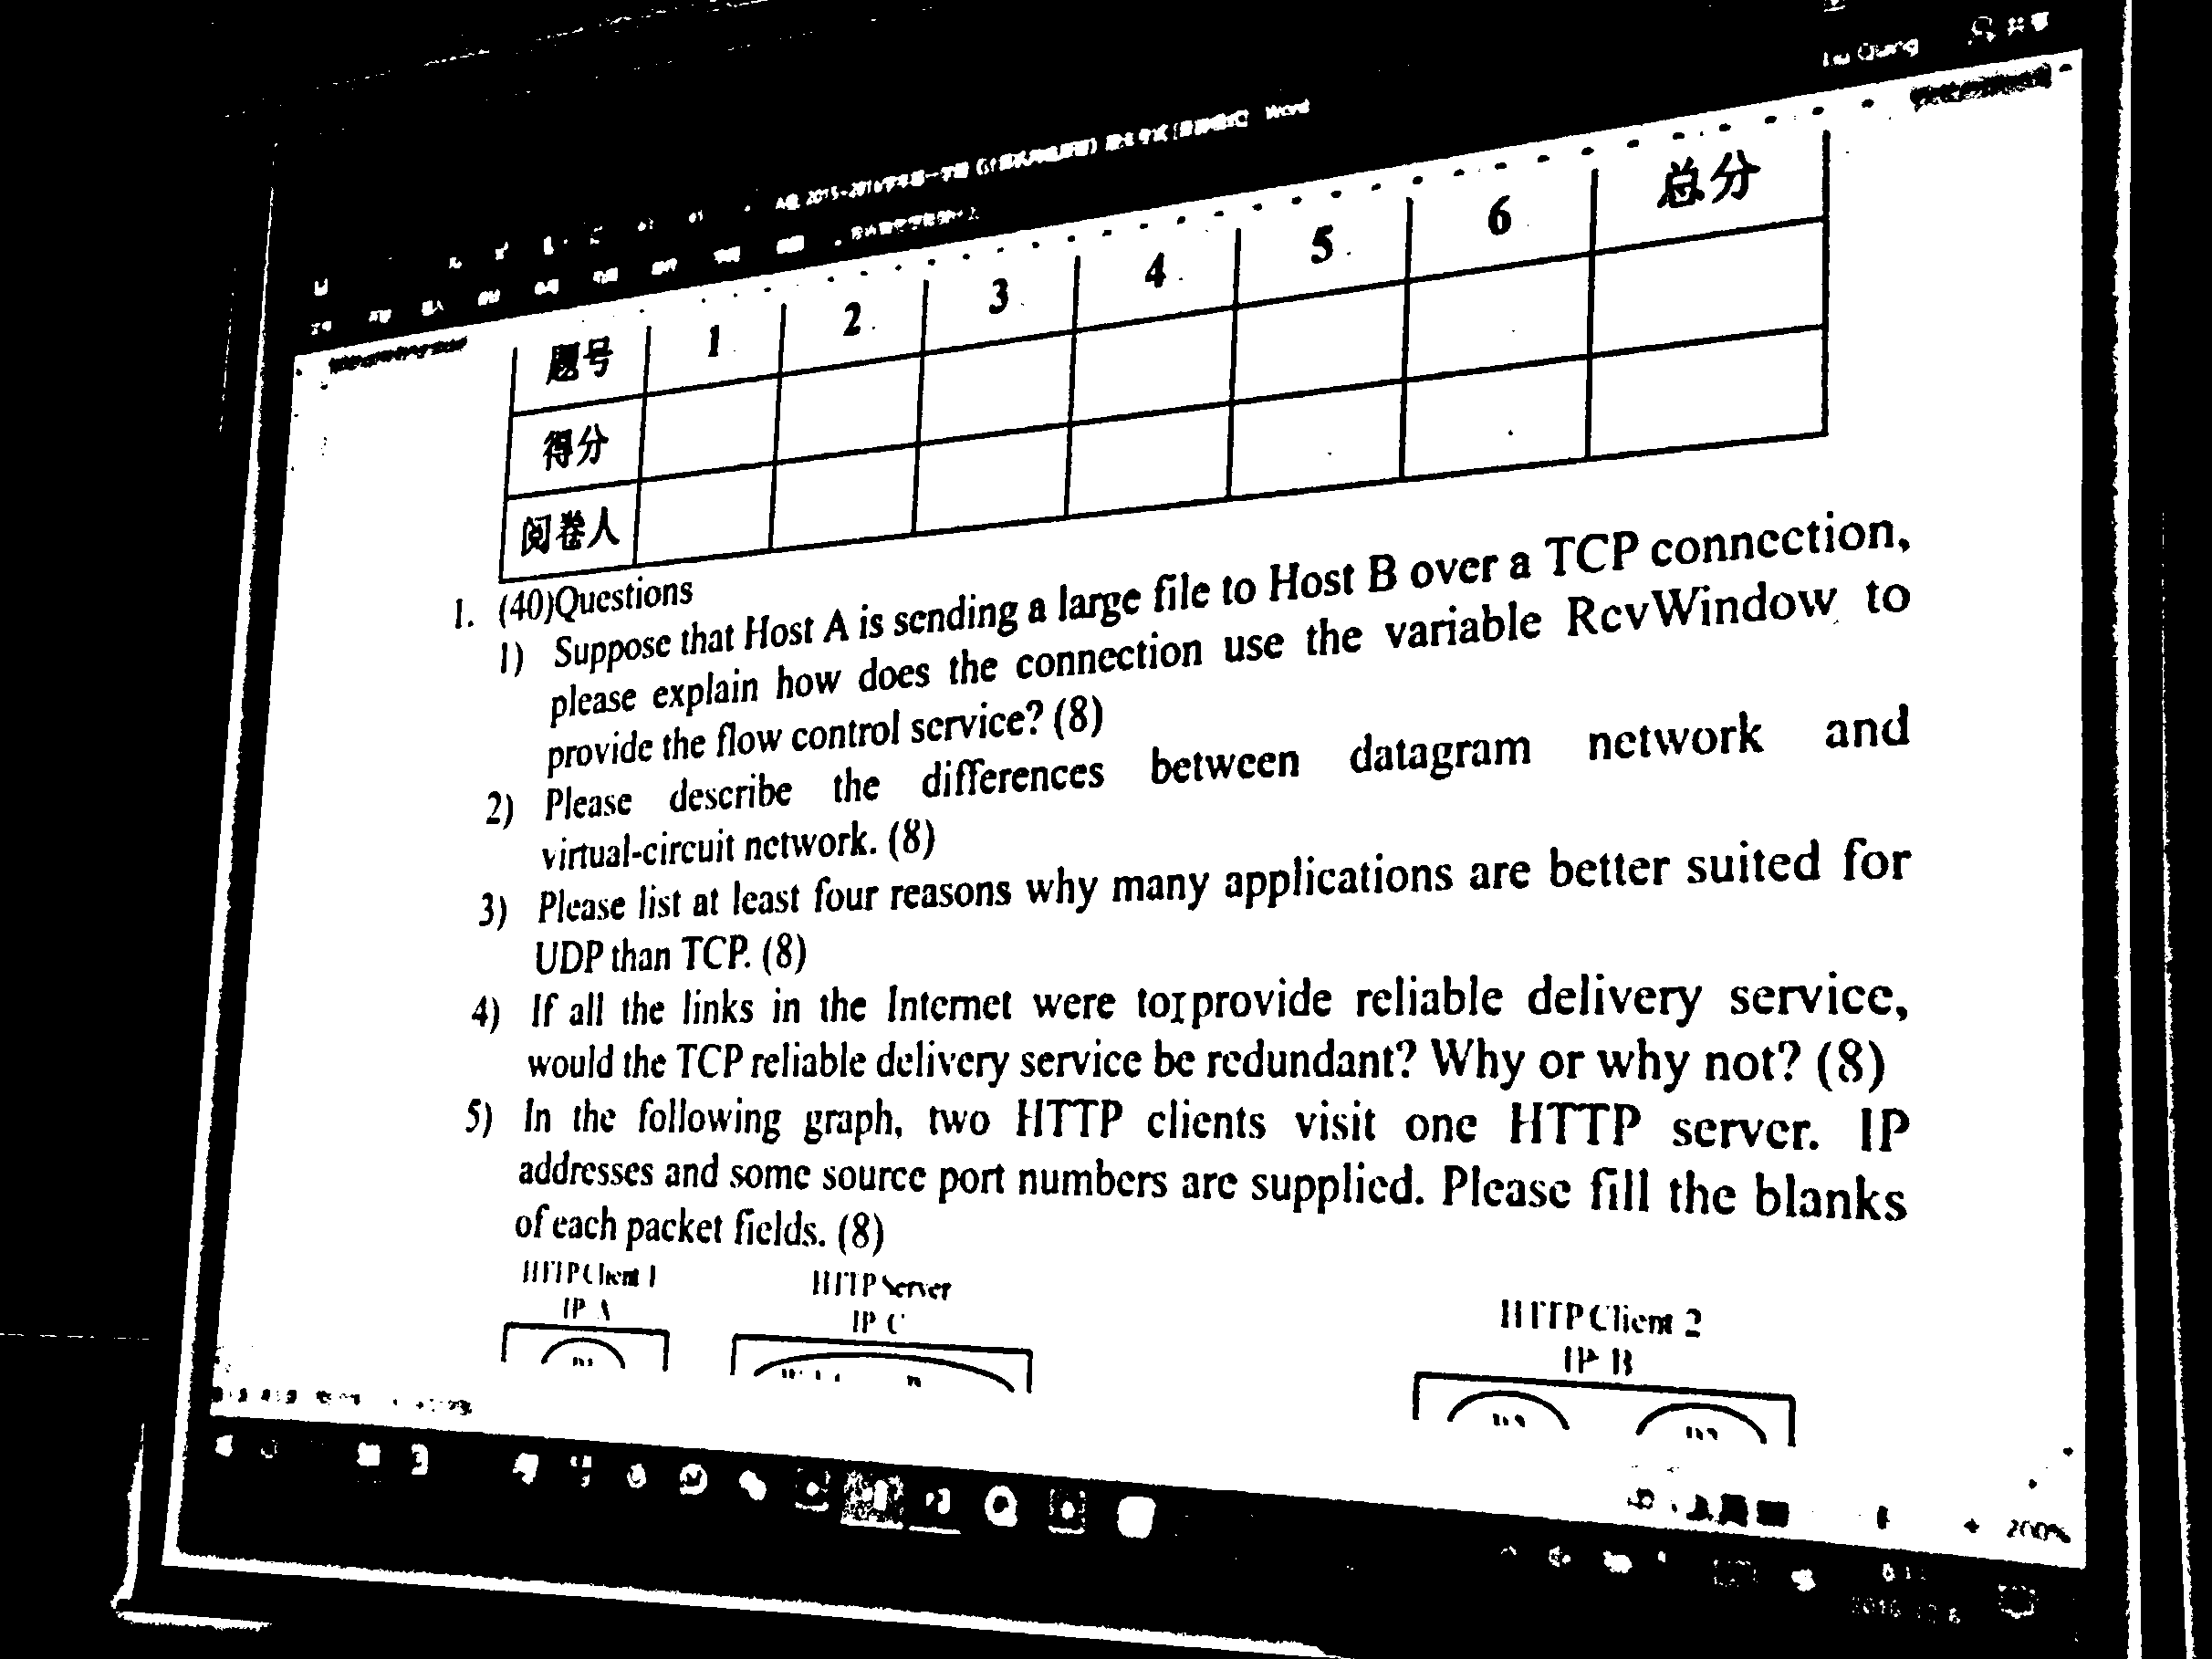 Word
题号 1 2 3 4 5 6 总分
得分
阅卷人
1. (40)Questions
1) Suppose that Host A is sending a large file to Host B over a TCP connection,
please explain how does the connection use the variable RcvWindow to
provide the flow control service? (8)
2) Please describe the differences between datagram network and
virtual-circuit network. (8)
3) Please list at least four reasons why many applications are better suited for
UDP than TCP. (8)
4) If all the links in the Internet were to provide reliable delivery service,
would the TCP reliable delivery service be redundant? Why or why not? (8)
5) In the following graph, two HTTP clients visit one HTTP server. IP
addresses and some source port numbers are supplied. Please fill the blanks
of each packet fields. (8)
HTTP Client 1 HTTP Server HTTP Client 2
IP A IP C IP B
200%